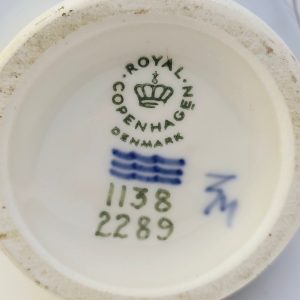 ROYAL
COPENHAGEN
DENMARK
1138
2289